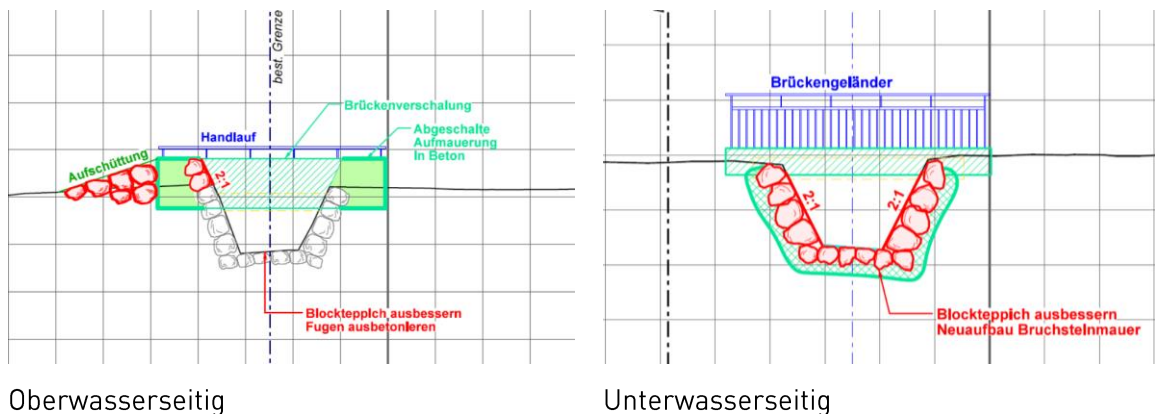 best. Grenze
Brückenverschalung
Handlauf
Abgeschalte
Aufmauerung
In Beton
Aufschüttung
2:1
Blockteppich ausbessern
Fugen ausbetonieren
Oberwasserseitig
Brückengeländer
2:1
2:1
Blockteppich ausbessern
Neuaufbau Bruchsteinmauer
Unterwasserseitig